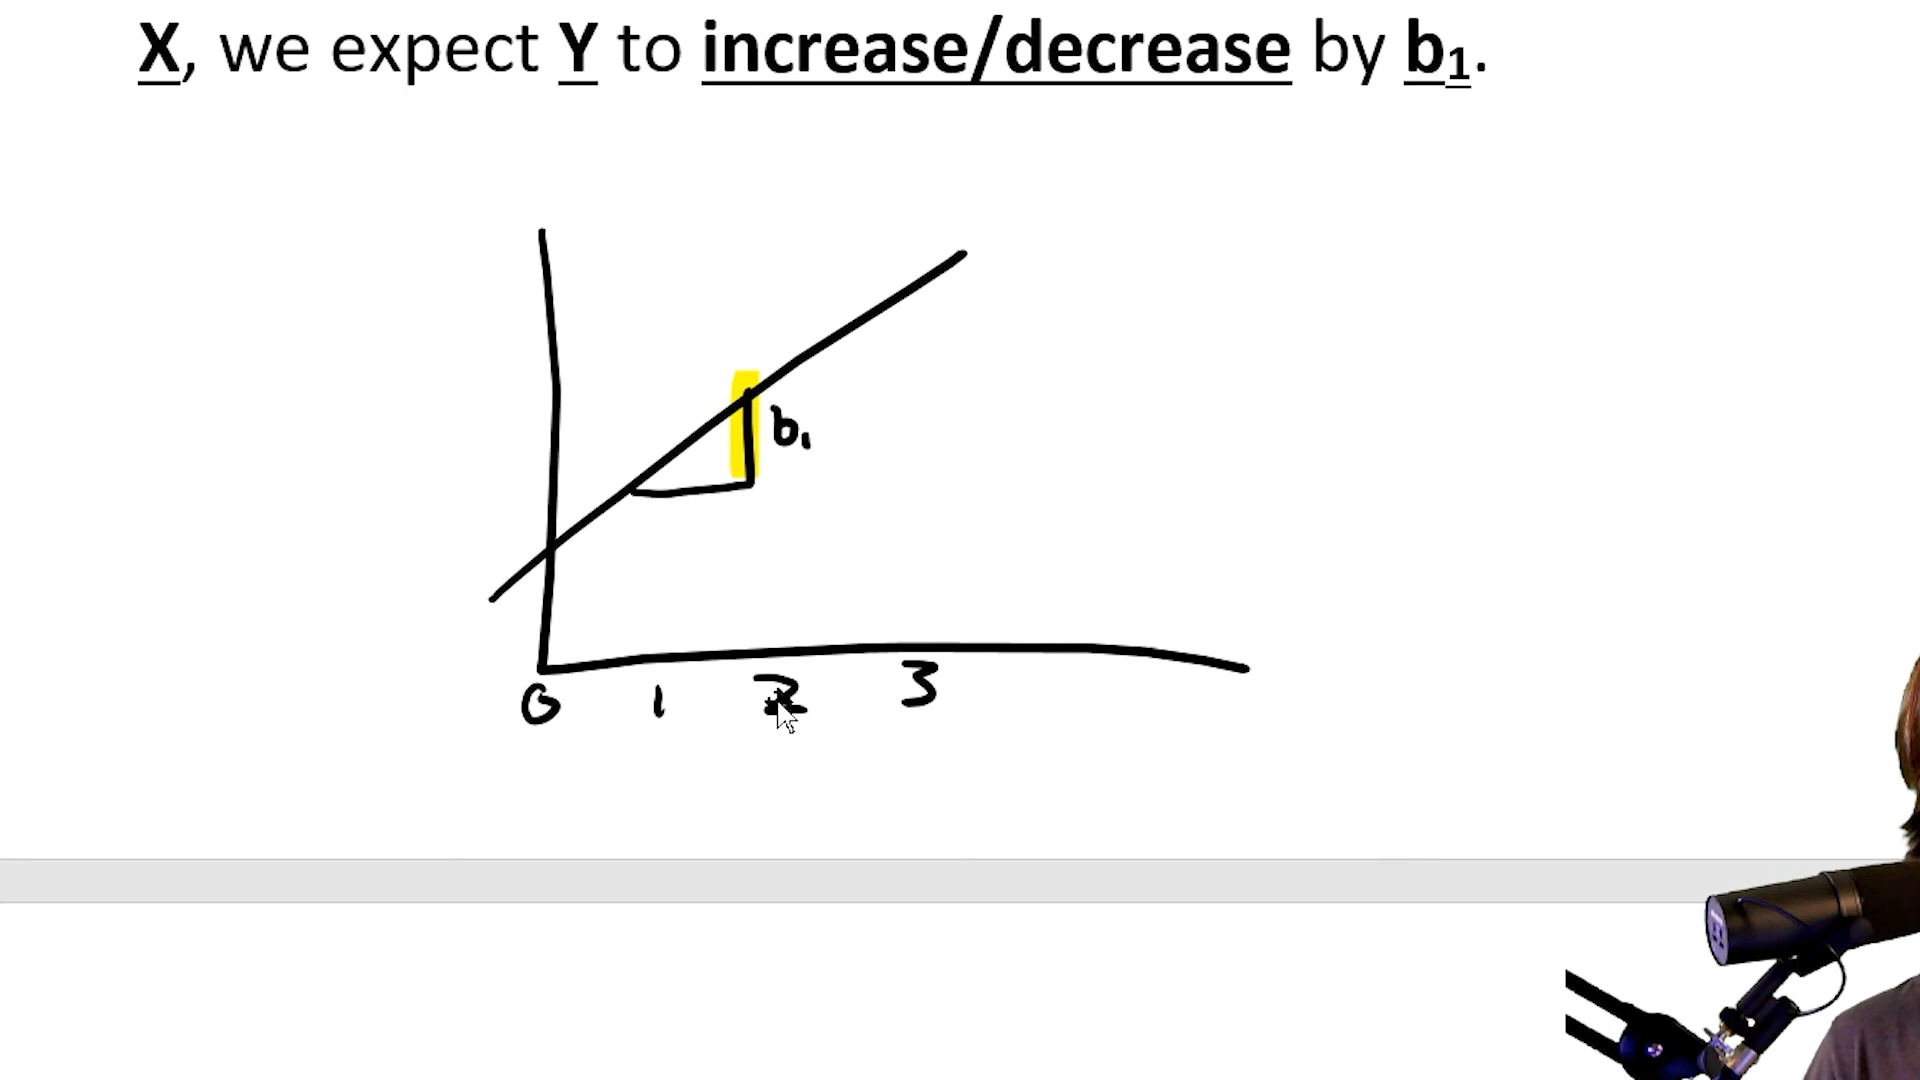 X, we expect Y to increase/decrease by b₁.
b₁
0 1 2 3